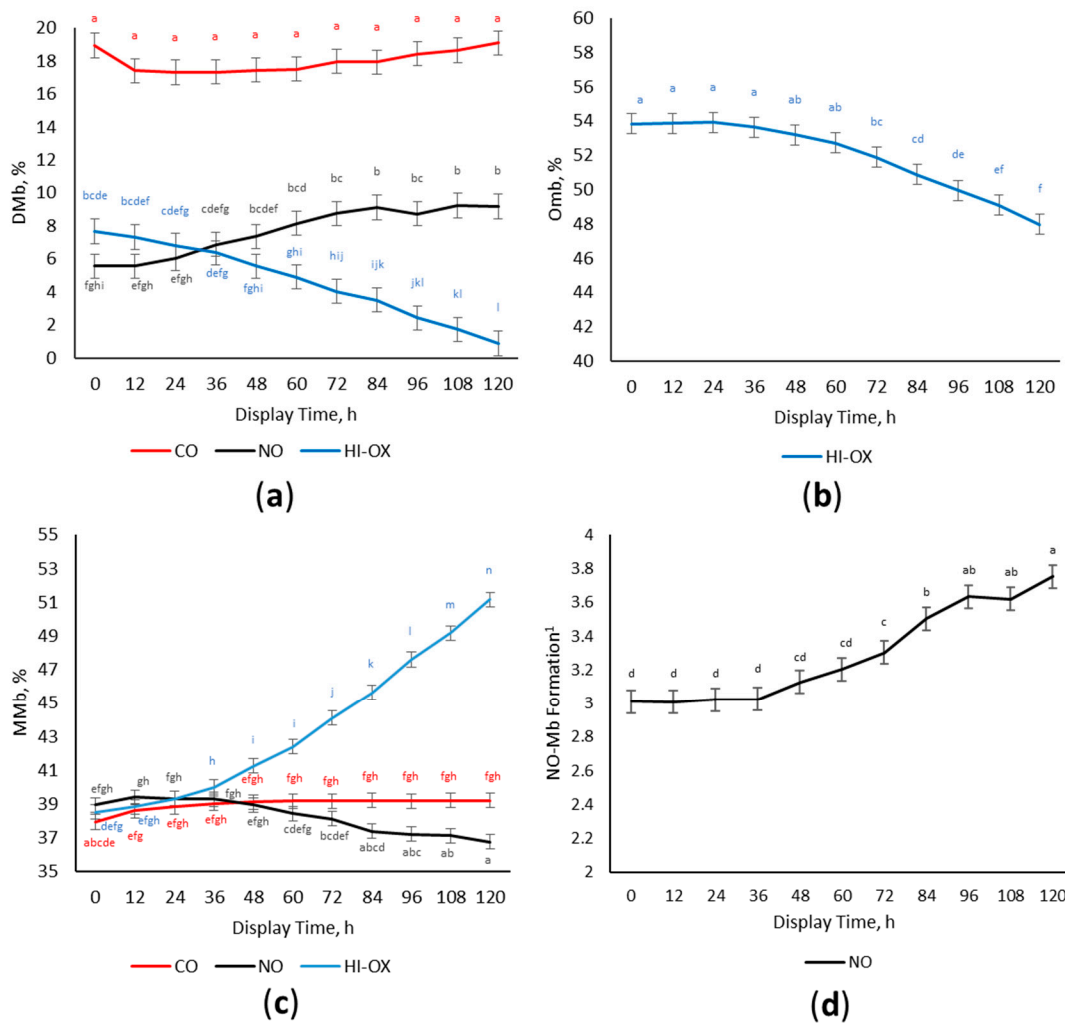 a a a a a a a a a a a
20
18
16
14
12
10
8
6
4
2
0
DMb, %
bcde bcdef cdefg cdefg bcdef bcd bc b bc b b
fghi efgh efgh defg fghi ghi hij ijk jkl kl l
0 12 24 36 48 60 72 84 96 108 120
Display Time, h
CO NO HI-OX
(a)
60
58
56
54
52
50
48
46
44
42
40
Omb, %
a a a a ab ab bc cd de ef f
0 12 24 36 48 60 72 84 96 108 120
Display Time, h
HI-OX
(b)
55
53
51
49
47
45
43
41
39
37
35
MMb, %
h i i j k l m n
efgh gh fgh fgh efgh fgh fgh fgh fgh fgh fgh
defg efgh efgh efgh efgh cdefg bcdef abcd abc ab a
abcde efg
0 12 24 36 48 60 72 84 96 108 120
Display Time, h
CO NO HI-OX
(c)
4
3.8
3.6
3.4
3.2
3
2.8
2.6
2.4
2.2
2
NO-Mb Formation¹
d d d d cd cd c b ab ab a
0 12 24 36 48 60 72 84 96 108 120
Display Time, h
NO
(d)